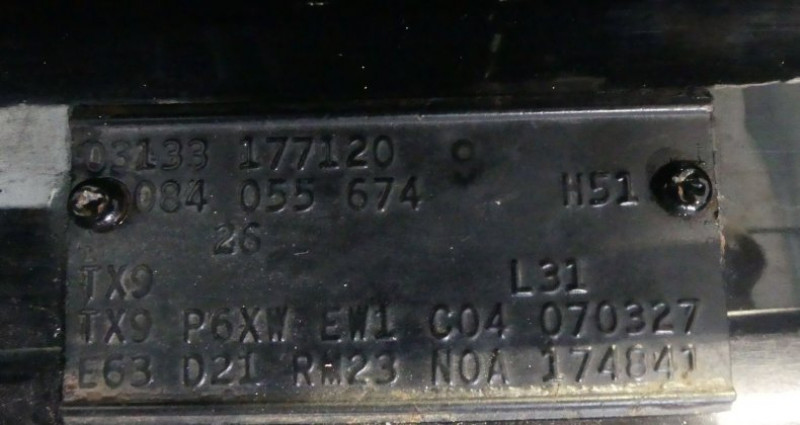 03133 177120
084 055 674 H51
26
TX9 L31
TX9 P6XW EW1 C04 070327
E63 D21 RM23 N0A 174841